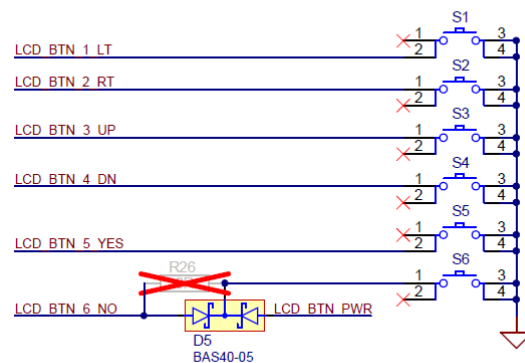 S1
1
2
3
4
LCD_BTN_1_LT
S2
1
2
3
4
LCD_BTN_2_RT
S3
1
2
3
4
LCD_BTN_3_UP
S4
1
2
3
4
LCD_BTN_4_DN
S5
1
2
3
4
LCD_BTN_5_YES
S6
1
2
3
4
R26
LCD_BTN_6_NO
LCD_BTN_PWR
D5
BAS40-05